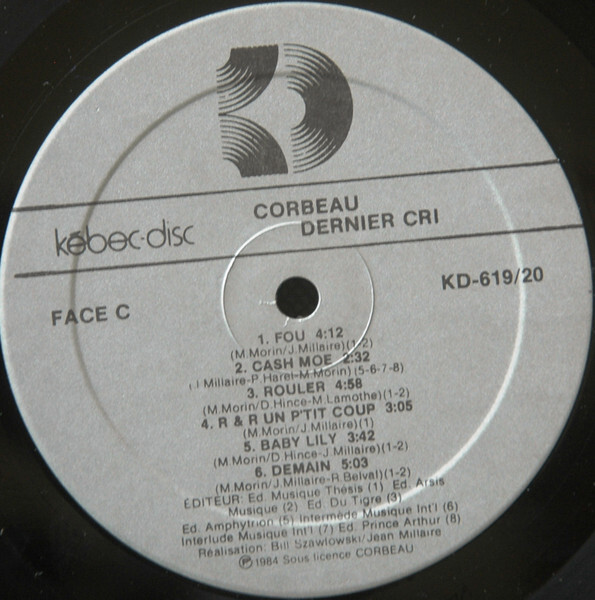 CORBEAU
DERNIER CRI
kébec-disc
KD-619/20
FACE C
1. FOU 4:12
(M.Morin/J.Millaire)(1-2)
2. CASH MOE 2:32
(J Millaire-P.Harel-M.Morin)(5-6-7-8)
3. ROULER 4:58
(M.Morin/D.Hince-M.Lamothe)(1-2)
4. R & R UN P'TIT COUP 3:05
(M.Morin/J.Millaire)(1)
5. BABY LILY 3:42
(M.Morin/D.Hince-J.Millaire)(1-2)
6. DEMAIN 5:03
(M.Morin/J.Millaire-R.Belval)(1-2)
ÉDITEUR: Ed. Musique Thésis (1) Ed. Arsis
Musique (2) Ed. Du Tigre (3)
Ed. Amphytrion (5) Intermède Musique Int'l (6)
Interlude Musique Int'l (7) Ed. Prince Arthur (8)
Réalisation: Bill Szawlowski/Jean Millaire
℗1984 Sous licence CORBEAU